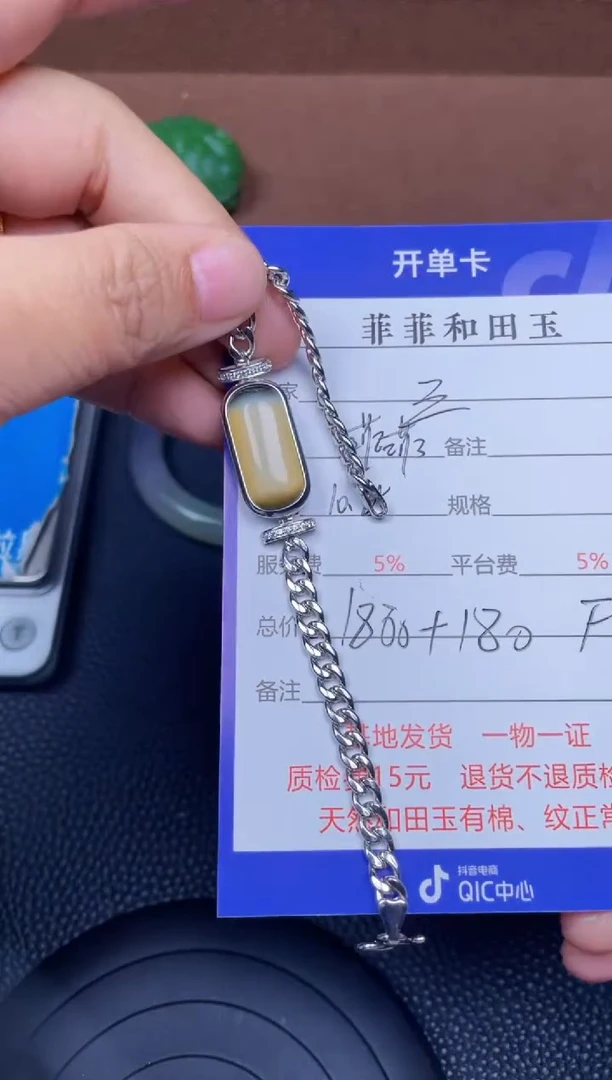 开单卡
菲菲和田玉
家
备注
规格
服 费 5% 平台费 5%
总价 1800+180 F
备注
地发货 一物一证
质检 15元 退货不退质检
天然和田玉有棉、纹正常
抖音电商
QIC中心